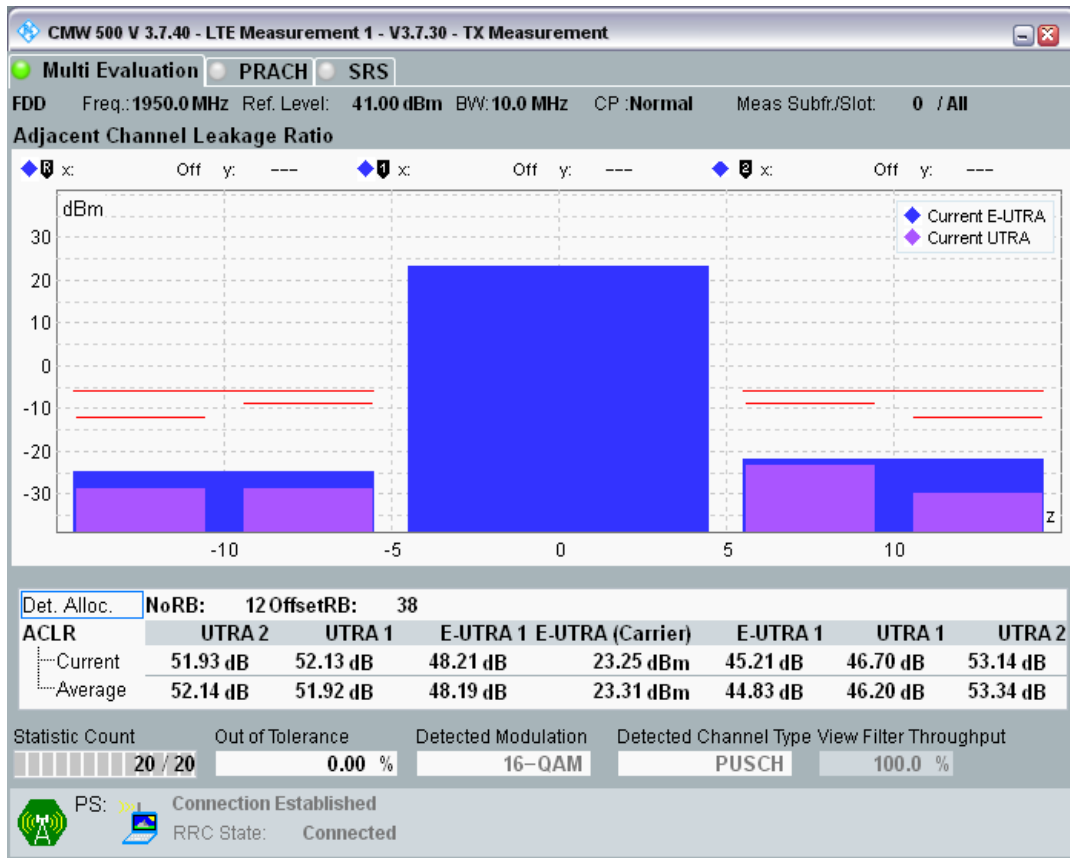 CMW 500 V 3.7.40 - LTE Measurement 1 - V3.7.30 - TX Measurement
Multi Evaluation PRACH SRS
FDD Freq.: 1950.0 MHz Ref. Level: 41.00 dBm BW: 10.0 MHz CP :Normal Meas Subfr./Slot: 0 / All
Adjacent Channel Leakage Ratio
R x: Off y: --- 1 x: Off y: --- 2 x: Off y: ---
dBm
Current E-UTRA
Current UTRA
30
20
10
0
-10
-20
-30
z
-10 -5 0 5 10
Det. Alloc. NoRB: 12 OffsetRB: 38
ACLR UTRA 2 UTRA 1 E-UTRA 1 E-UTRA (Carrier) E-UTRA 1 UTRA 1 UTRA 2
Current 51.93 dB 52.13 dB 48.21 dB 23.25 dBm 45.21 dB 46.70 dB 53.14 dB
Average 52.14 dB 51.92 dB 48.19 dB 23.31 dBm 44.83 dB 46.20 dB 53.34 dB
Statistic Count Out of Tolerance Detected Modulation Detected Channel Type View Filter Throughput
20 / 20 0.00 % 16-QAM PUSCH 100.0 %
PS: Connection Established
RRC State: Connected